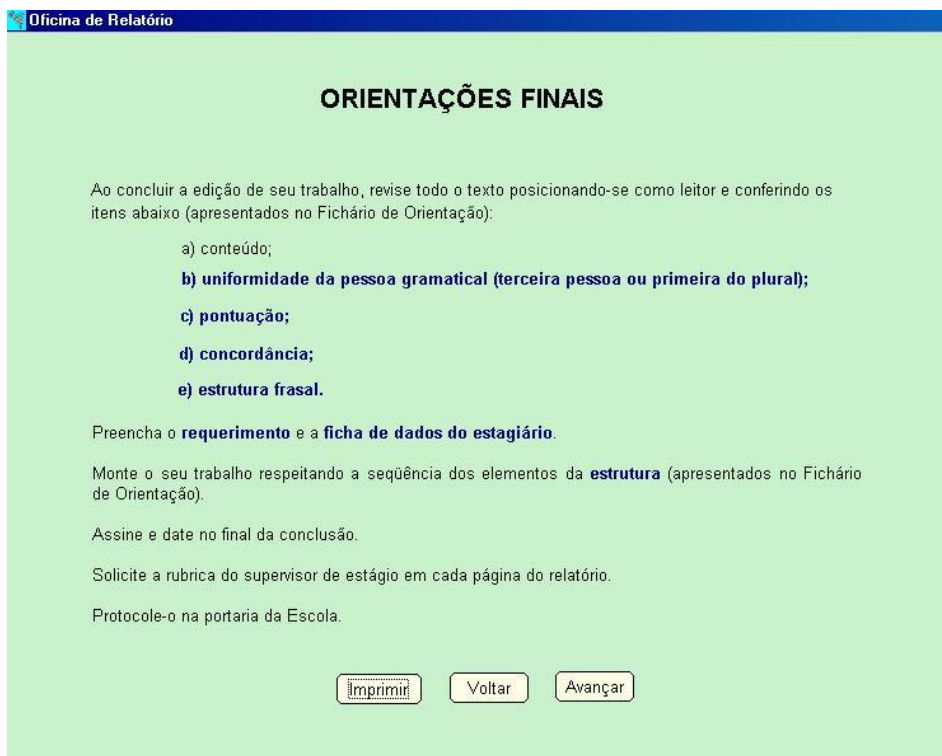 Oficina de Relatório
ORIENTAÇÕES FINAIS
Ao concluir a edição de seu trabalho, revise todo o texto posicionando-se como leitor e conferindo os
itens abaixo (apresentados no Fichário de Orientação):
a) conteúdo;
b) uniformidade da pessoa gramatical (terceira pessoa ou primeira do plural);
c) pontuação;
d) concordância;
e) estrutura frasal.
Preencha o requerimento e a ficha de dados do estagiário.
Monte o seu trabalho respeitando a seqüência dos elementos da estrutura (apresentados no Fichário
de Orientação).
Assine e date no final da conclusão.
Solicite a rubrica do supervisor de estágio em cada página do relatório.
Protocole-o na portaria da Escola.
Imprimir Voltar Avançar